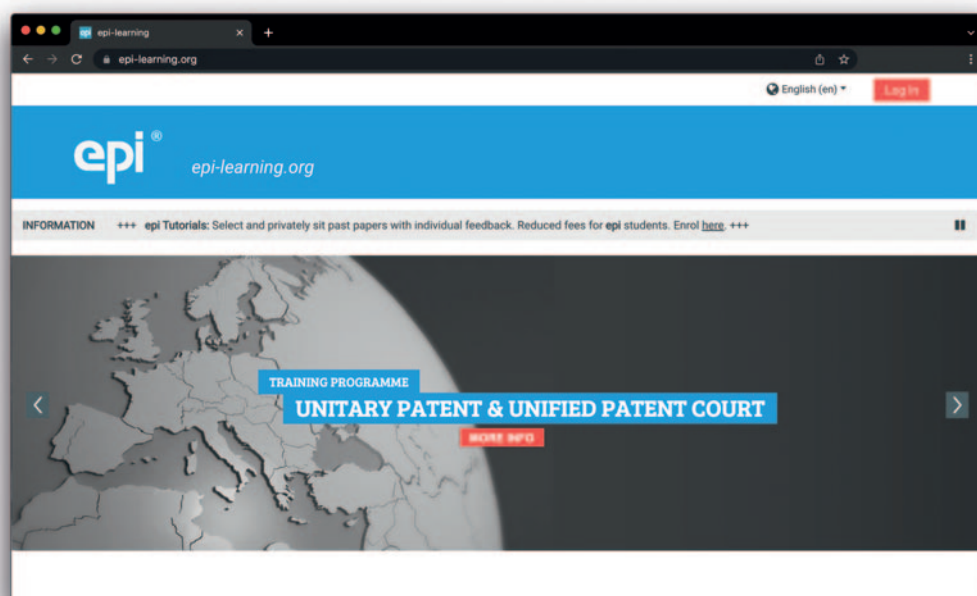 epi-learning
epi-learning.org
English (en)
Log in
epi®
epi-learning.org
INFORMATION +++ epi Tutorials: Select and privately sit past papers with individual feedback. Reduced fees for epi students. Enrol here. +++
TRAINING PROGRAMME
UNITARY PATENT & UNIFIED PATENT COURT
MORE INFO